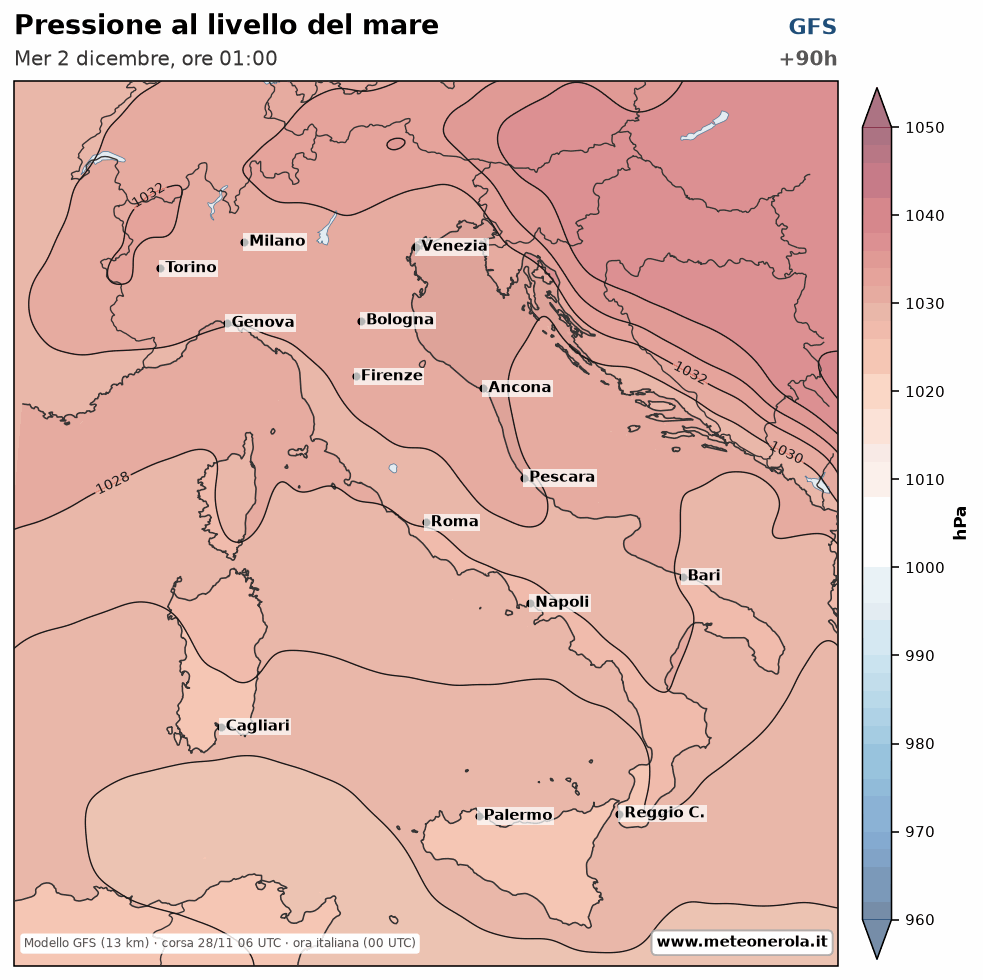 Pressione al livello del mare
GFS
Mer 2 dicembre, ore 01:00
+90h
1032
Milano
Venezia
Torino
Genova
Bologna
Firenze
Ancona
1032
1030
1028
Pescara
Roma
Bari
Napoli
Cagliari
Palermo
Reggio C.
Modello GFS (13 km) · corsa 28/11 06 UTC · ora italiana (00 UTC)
www.meteonerola.it
1050
1040
1030
1020
1010
1000
990
980
970
960
hPa